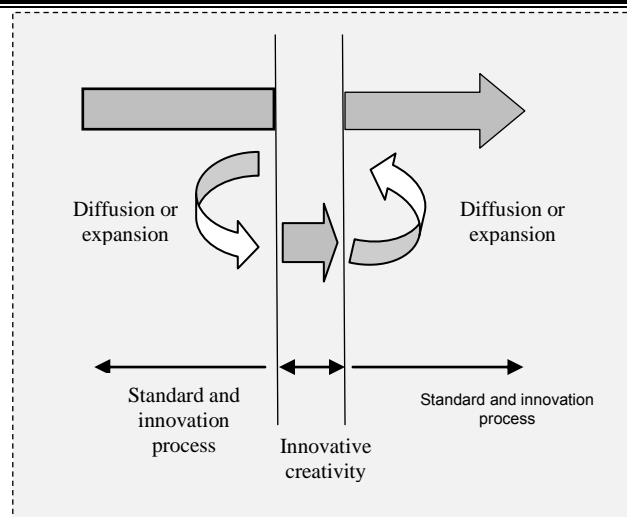 Diffusion or
expansion
Diffusion or
expansion
Standard and
innovation
process
Innovative
creativity
Standard and innovation
process